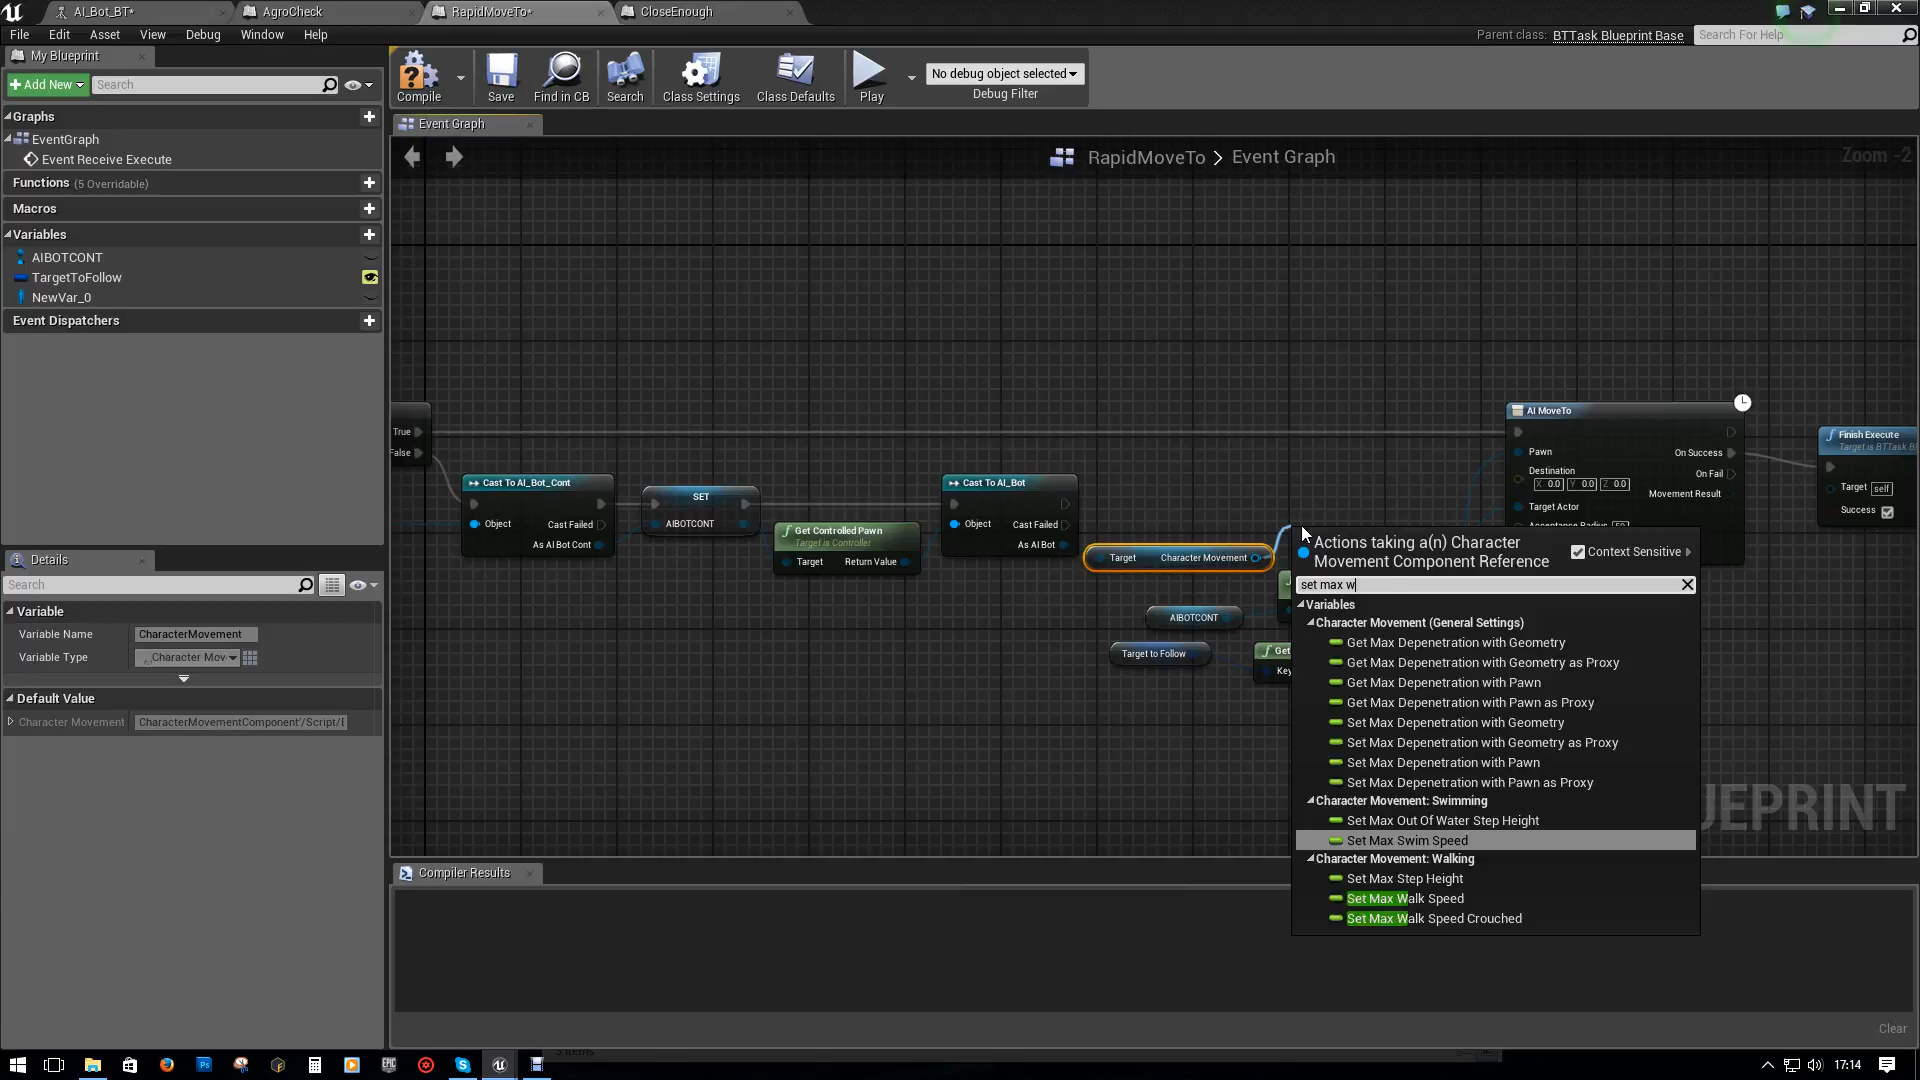 AI_Bot_BT*
AgroCheck
RapidMoveTo*
CloseEnough
File Edit Asset View Debug Window Help
Parent class: BTTask Blueprint Base
Search For Help
My Blueprint
Add New
Search
Compile
Save
Find in CB
Search
Class Settings
Class Defaults
Play
No debug object selected
Debug Filter
Graphs
EventGraph
Event Receive Execute
Functions (5 Overridable)
Macros
Variables
AIBOTCONT
TargetToFollow
NewVar_0
Event Dispatchers
Event Graph
RapidMoveTo > Event Graph
Zoom -2
True
False
Cast To AI_Bot_Cont
Object
Cast Failed
As AI Bot Cont
SET
AIBOTCONT
Get Controlled Pawn
Target is Controller
Target
Return Value
Cast To AI_Bot
Object
Cast Failed
As AI Bot
Target
Character Movement
AIBOTCONT
Target to Follow
Get
Key
AI MoveTo
Pawn
On Success
Destination
X 0.0 Y 0.0 Z 0.0
On Fail
Movement Result
Target Actor
Finish Execute
Target is BTTask B
Target self
Success
Actions taking a(n) Character
Movement Component Reference
Context Sensitive
set max w
Variables
Character Movement (General Settings)
Get Max Depenetration with Geometry
Get Max Depenetration with Geometry as Proxy
Get Max Depenetration with Pawn
Get Max Depenetration with Pawn as Proxy
Set Max Depenetration with Geometry
Set Max Depenetration with Geometry as Proxy
Set Max Depenetration with Pawn
Set Max Depenetration with Pawn as Proxy
Character Movement: Swimming
Set Max Out Of Water Step Height
Set Max Swim Speed
Character Movement: Walking
Set Max Step Height
Set Max Walk Speed
Set Max Walk Speed Crouched
UEPRINT
Details
Search
Variable
Variable Name CharacterMovement
Variable Type Character Mov
Default Value
Character Movement CharacterMovementComponent'/Script/E
Compiler Results
Clear
17:14